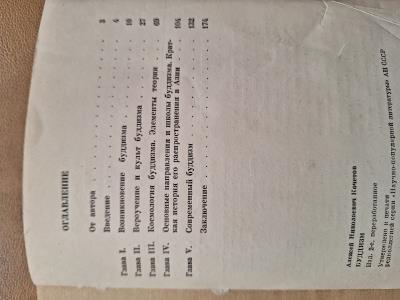 ОГЛАВЛЕНИЕ
От автора . . . . . . . . . . 3
Введение . . . . . . . . . . 4
Глава I. Возникновение буддизма . . . 10
Глава II. Вероучение и культ буддизма . . . 27
Глава III. Космология буддизма. Элементы теории . 69
Глава IV. Основные направления и школы буддизма. Крат-
кая история его распространения в Азии . 104
Глава V. Современный буддизм . . . . 132
Заключение . . . . . . . . . . 174
Алексей Николаевич Кочетов
БУДДИЗМ
Изд. 2-е, переработанное
Утверждено к печати
Редколлегией серии «Научно-популярной литературы» АН СССР